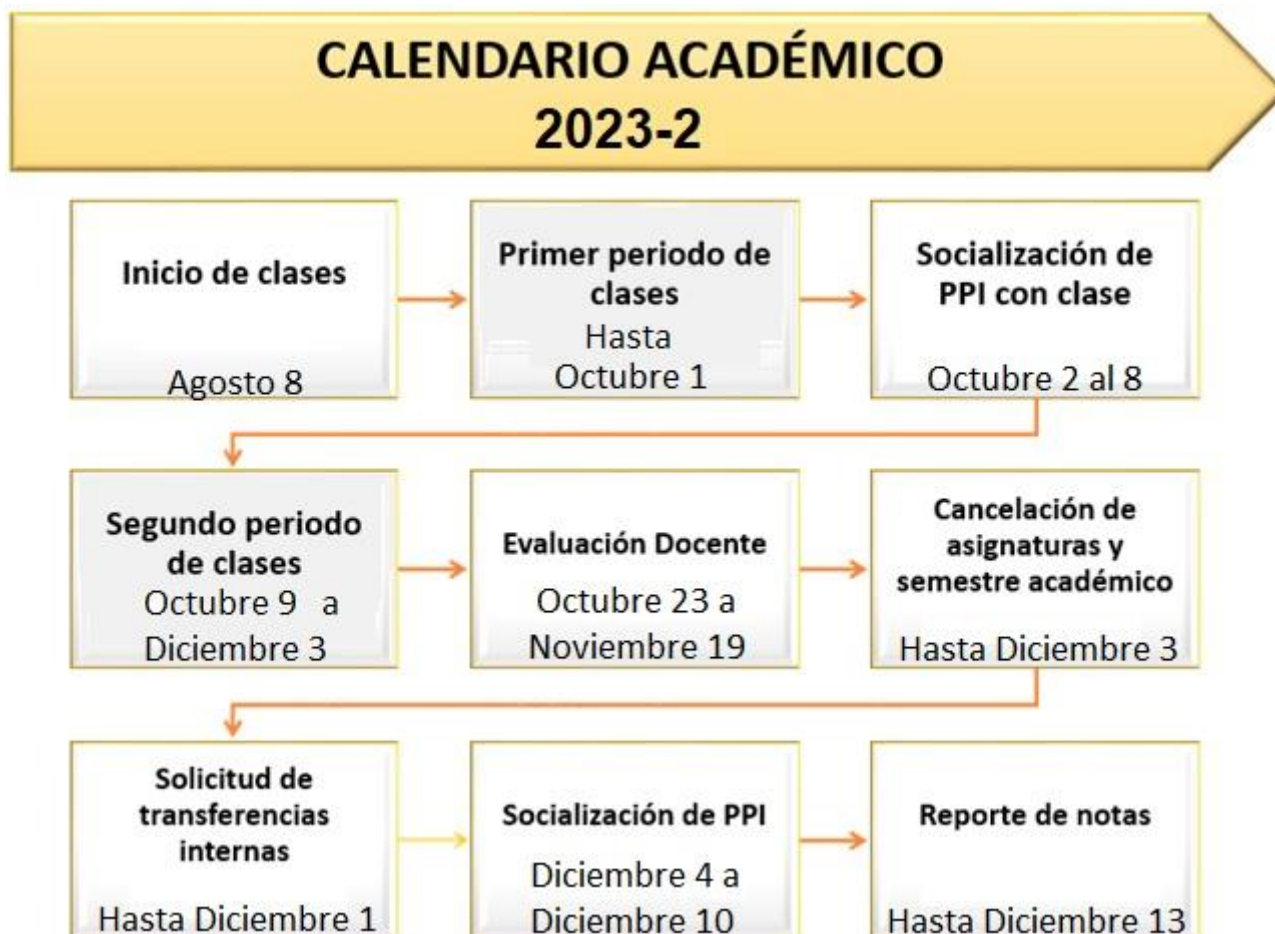 CALENDARIO ACADÉMICO
2023-2
Inicio de clases
Agosto 8
Primer periodo de
clases
Hasta
Octubre 1
Socialización de
PPI con clase
Octubre 2 al 8
Segundo periodo
de clases
Octubre 9 a
Diciembre 3
Evaluación Docente
Octubre 23 a
Noviembre 19
Cancelación de
asignaturas y
semestre académico
Hasta Diciembre 3
Solicitud de
transferencias
internas
Hasta Diciembre 1
Socialización de PPI
Diciembre 4 a
Diciembre 10
Reporte de notas
Hasta Diciembre 13